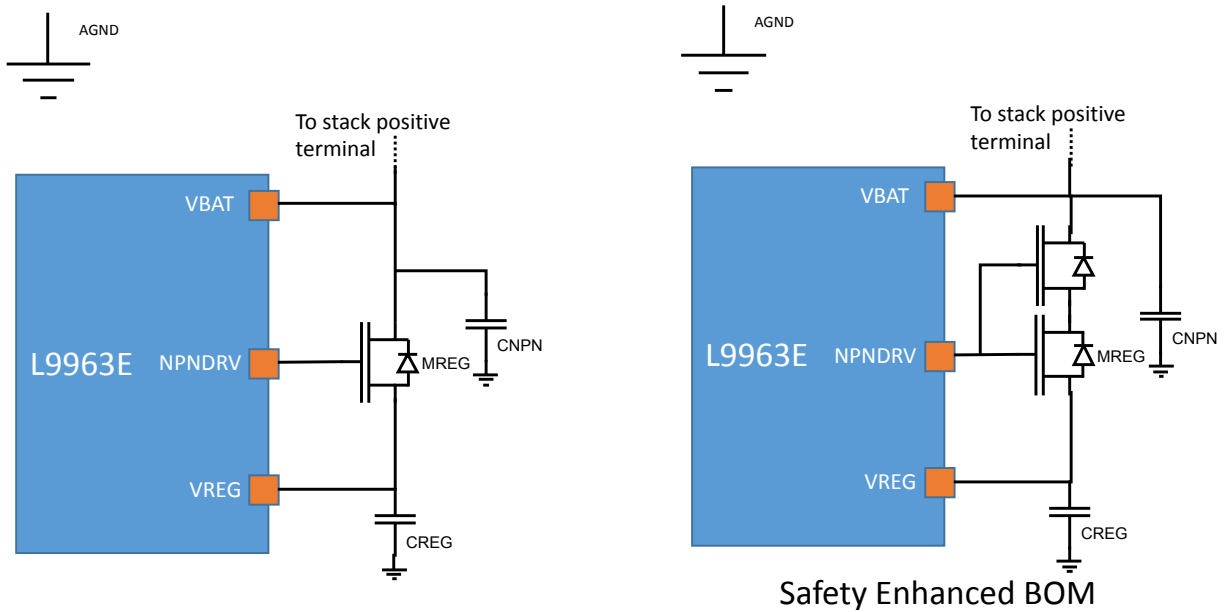 AGND
To stack positive
terminal
VBAT
L9963E
NPNDRV
CNPN
MREG
VREG
CREG
AGND
To stack positive
terminal
VBAT
L9963E
NPNDRV
CNPN
MREG
VREG
CREG
Safety Enhanced BOM